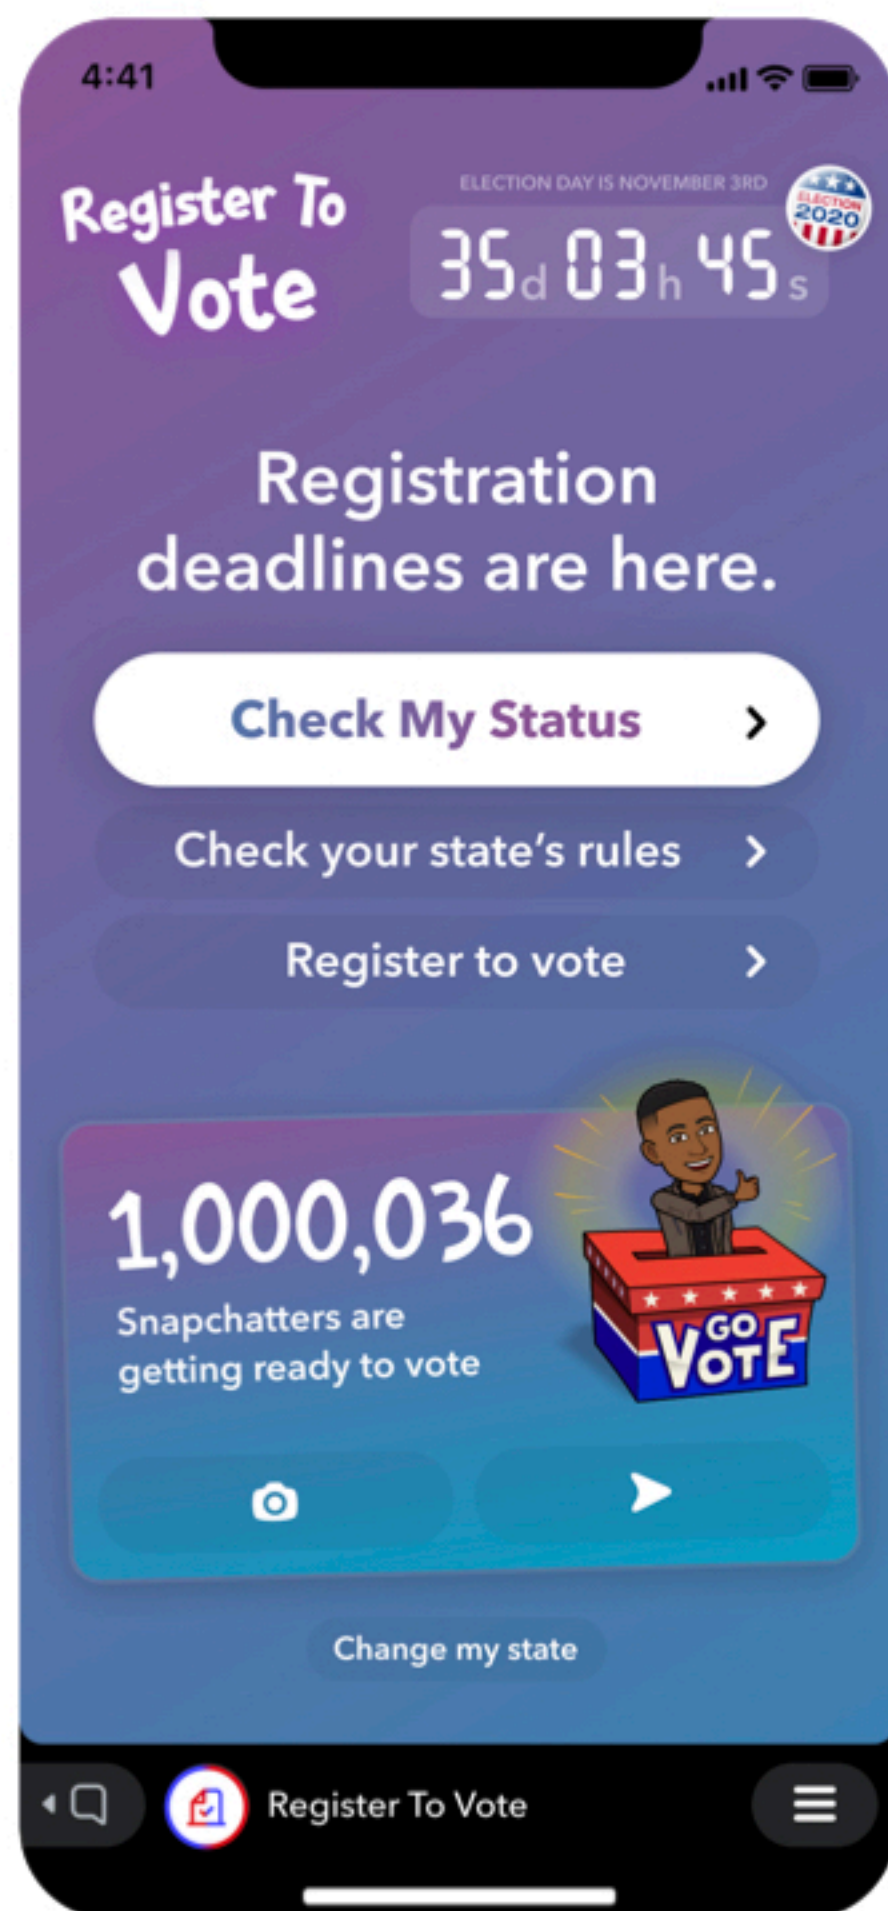 4:41
Register To
Vote
ELECTION DAY IS NOVEMBER 3RD
ELECTION
2020
35d 03h 45s
Registration
deadlines are here.
Check My Status
Check your state’s rules
Register to vote
1,000,036
Snapchatters are
getting ready to vote
GO
VOTE
Change my state
Register To Vote